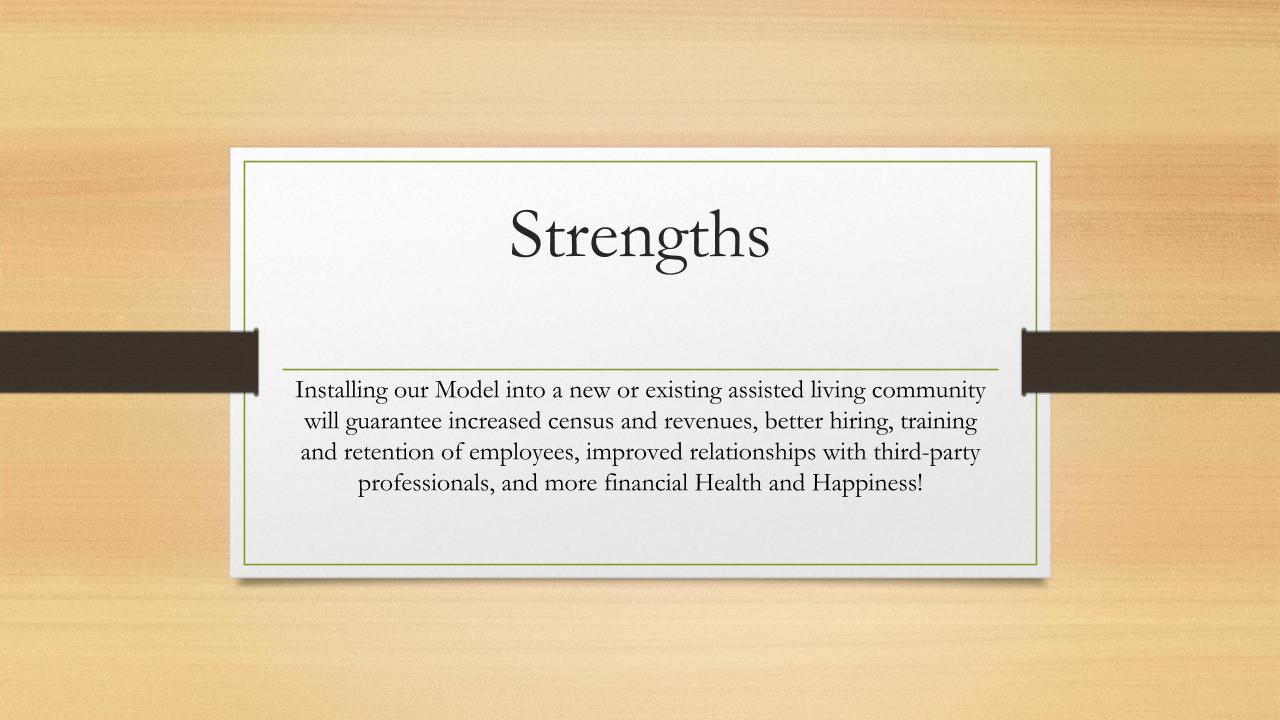 Strengths
Installing our Model into a new or existing assisted living community
will guarantee increased census and revenues, better hiring, training
and retention of employees, improved relationships with third-party
professionals, and more financial Health and Happiness!